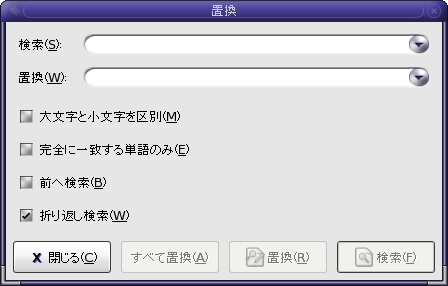 置換
検索(S):
置換(W):
大文字と小文字を区別(M)
完全に一致する単語のみ(E)
前へ検索(B)
折り返し検索(W)
閉じる(C) すべて置換(A) 置換(R) 検索(F)